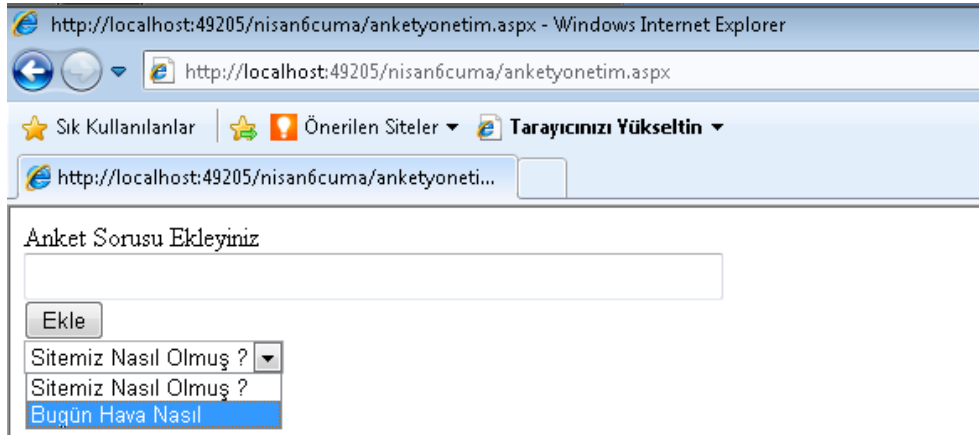 http://localhost:49205/nisan6cuma/anketyonetim.aspx - Windows Internet Explorer
http://localhost:49205/nisan6cuma/anketyonetim.aspx
Sık Kullanılanlar Önerilen Siteler Tarayıcınızı Yükseltin
http://localhost:49205/nisan6cuma/anketyoneti...
Anket Sorusu Ekleyiniz
Ekle
Sitemiz Nasıl Olmuş ?
Sitemiz Nasıl Olmuş ?
Bugün Hava Nasıl